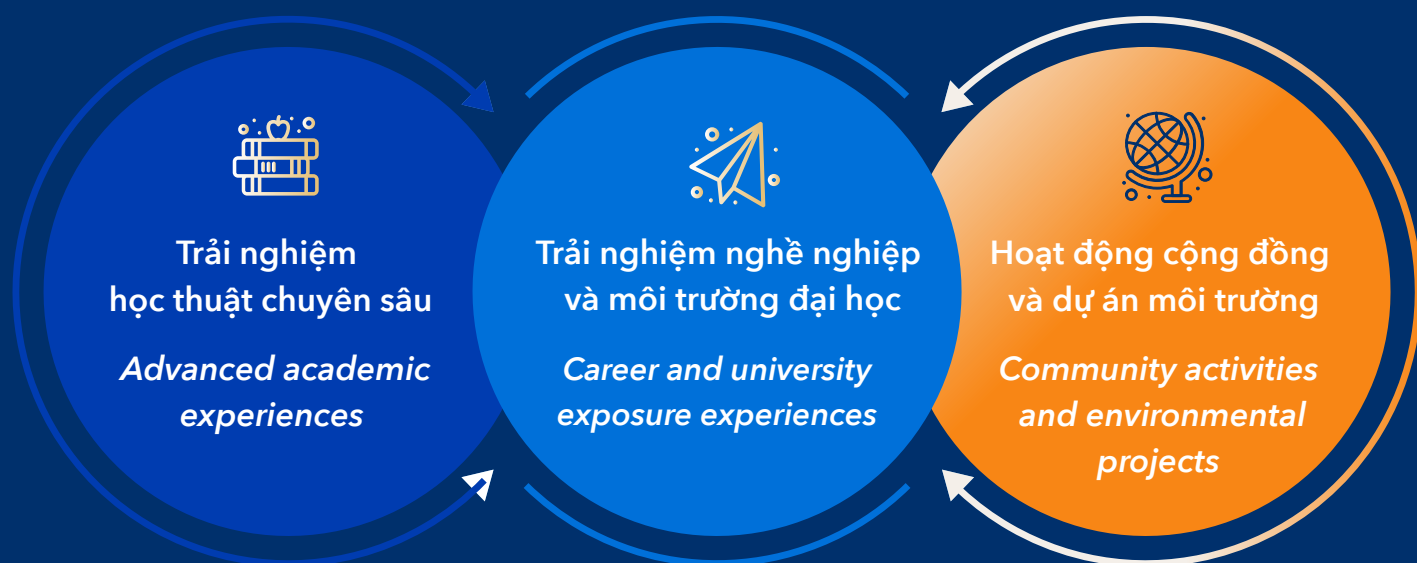 Trải nghiệm
học thuật chuyên sâu
Advanced academic
experiences
Trải nghiệm nghề nghiệp
và môi trường đại học
Career and university
exposure experiences
Hoạt động cộng đồng
và dự án môi trường
Community activities
and environmental
projects